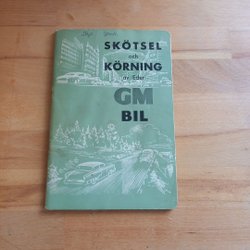 SKÖTSEL
och
KÖRNING
av Eder
GM
BIL